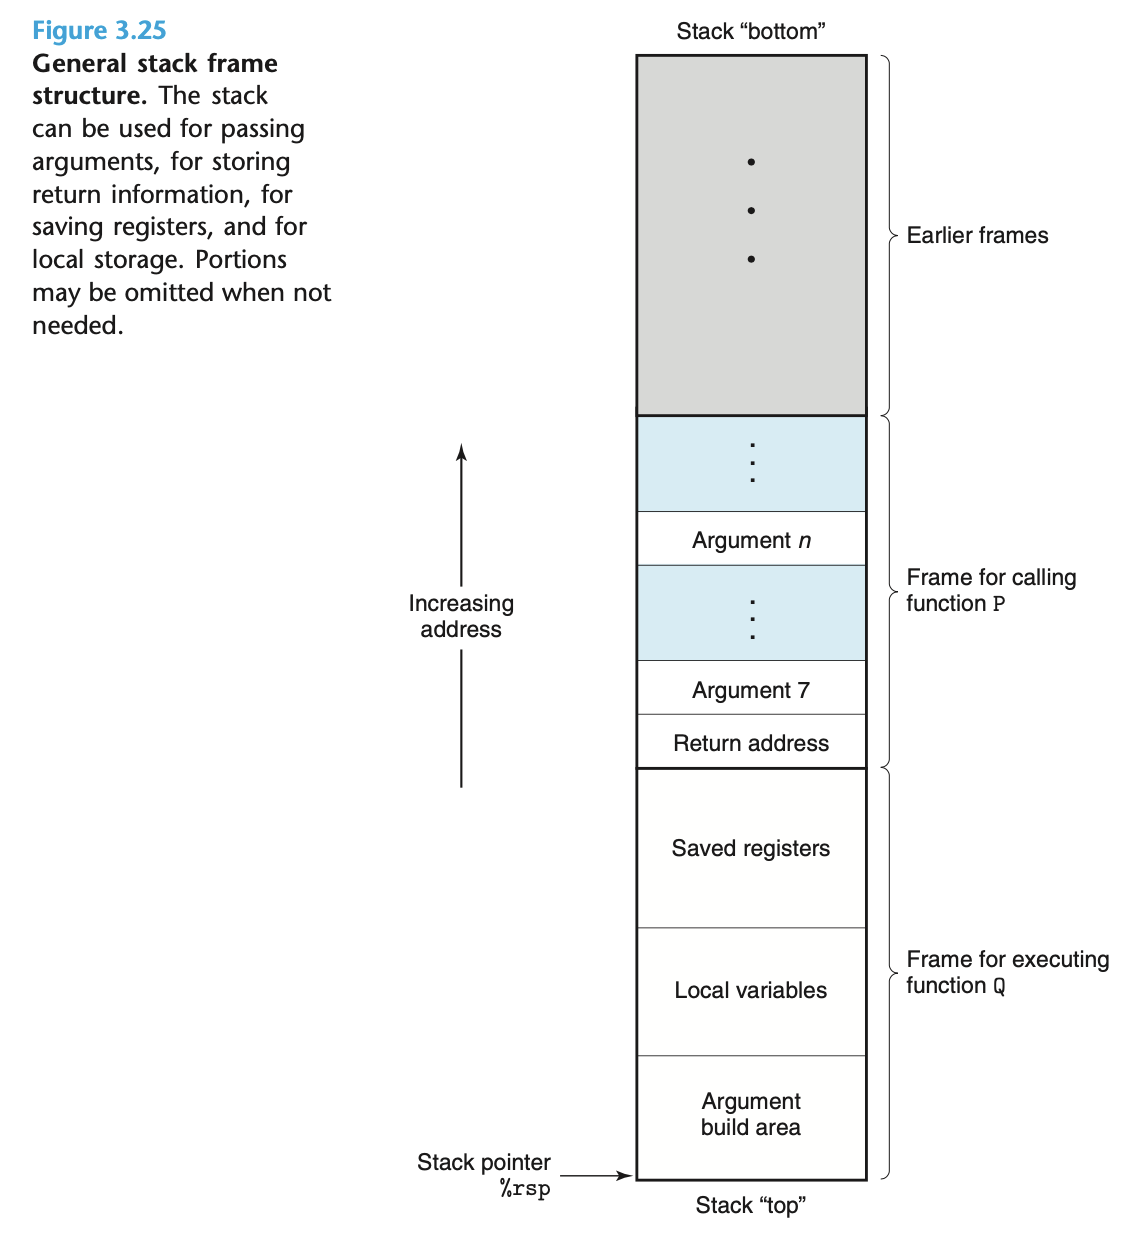 Figure 3.25
General stack frame
structure. The stack
can be used for passing
arguments, for storing
return information, for
saving registers, and for
local storage. Portions
may be omitted when not
needed.
Stack “bottom”
Earlier frames
Argument n
Frame for calling
function P
Increasing
address
Argument 7
Return address
Saved registers
Local variables
Frame for executing
function Q
Argument
build area
Stack pointer
%rsp
Stack “top”